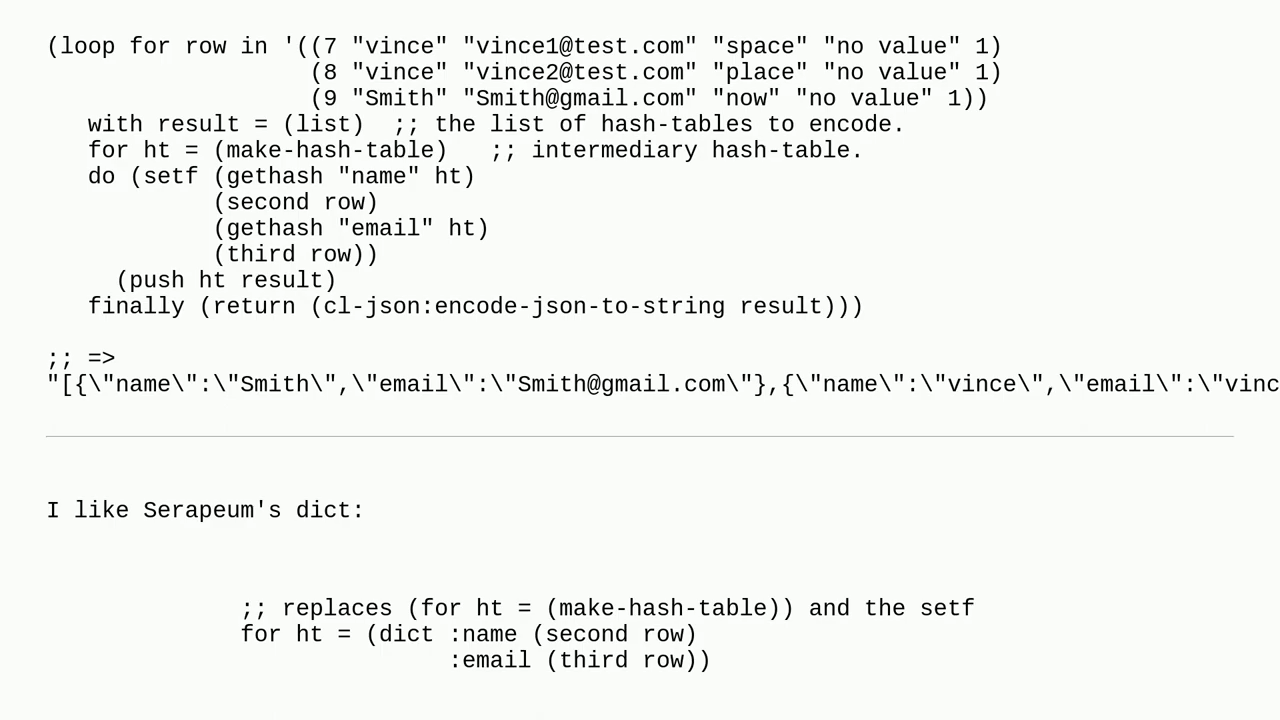 (loop for row in '((7 "vince" "vince1@test.com" "space" "no value" 1)
                   (8 "vince" "vince2@test.com" "place" "no value" 1)
                   (9 "Smith" "Smith@gmail.com" "now" "no value" 1))
   with result = (list)  ;; the list of hash-tables to encode.
   for ht = (make-hash-table)   ;; intermediary hash-table.
   do (setf (gethash "name" ht)
            (second row)
            (gethash "email" ht)
            (third row))
     (push ht result)
   finally (return (cl-json:encode-json-to-string result)))
;; =>
"[{\"name\":\"Smith\",\"email\":\"Smith@gmail.com\"},{\"name\":\"vince\",\"email\":\"vinc
I like Serapeum's dict:
              ;; replaces (for ht = (make-hash-table)) and the setf
              for ht = (dict :name (second row)
                             :email (third row))